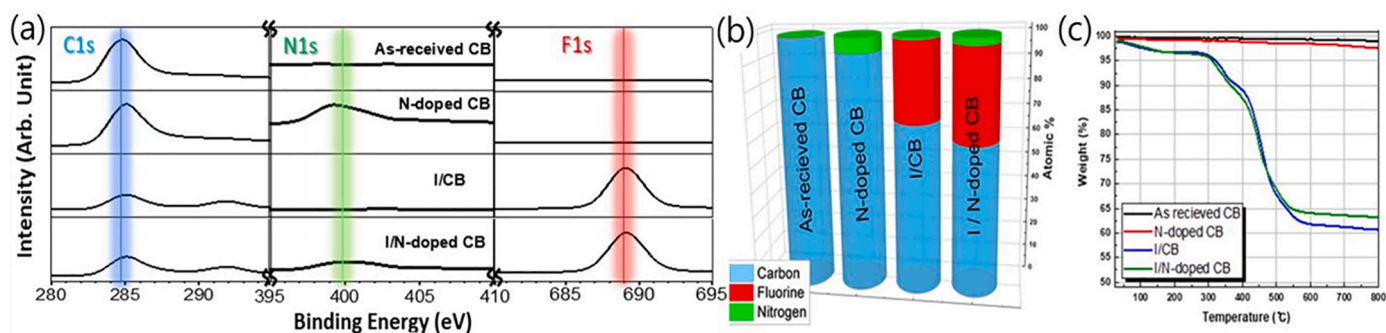 (a)
C1s
N1s
F1s
As-received CB
N-doped CB
I/CB
I/N-doped CB
Intensity (Arb. Unit)
280 285 290 395 400 405 410 685 690 695
Binding Energy (eV)
(b)
As-recieved CB
N-doped CB
I/CB
I / N-doped CB
100
90
80
70
60
50
40
30
20
10
0
Atomic %
Carbon
Fluorine
Nitrogen
(c)
100
95
90
85
80
75
70
65
60
55
50
Weight (%)
As recieved CB
N-doped CB
I/CB
I/N-doped CB
100 200 300 400 500 600 700 800
Temperature (℃)